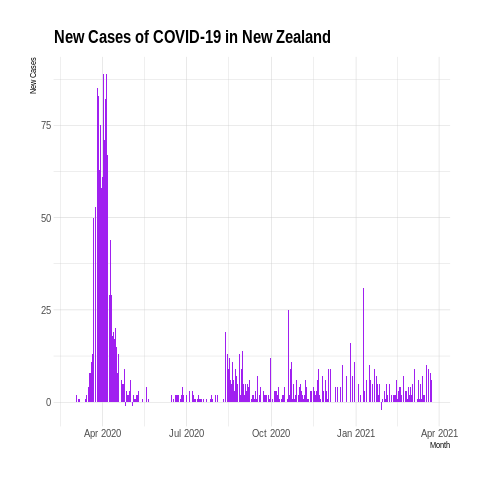 New Cases of COVID-19 in New Zealand
New Cases
75
50
25
0
Apr 2020
Jul 2020
Oct 2020
Jan 2021
Apr 2021
Month